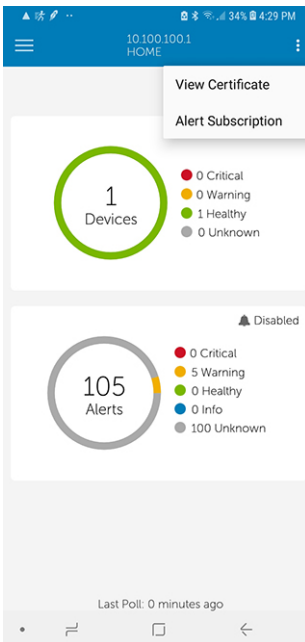 34% 4:29 PM
10.100.100.1
HOME
View Certificate
Alert Subscription
1
Devices
0 Critical
0 Warning
1 Healthy
0 Unknown
Disabled
105
Alerts
0 Critical
5 Warning
0 Healthy
0 Info
100 Unknown
Last Poll: 0 minutes ago